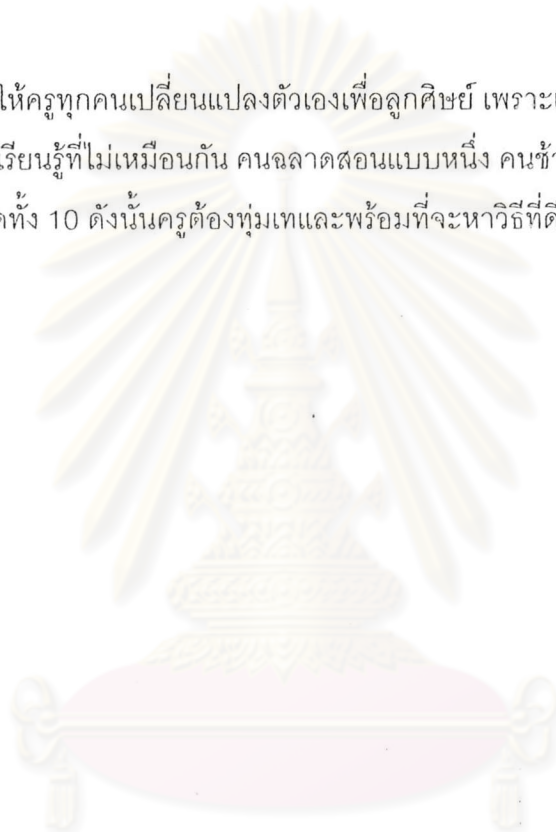 ให้ครูทุกคนเปลี่ยนแปลงตัวเองเพื่อลูกศิษย์ เพราะ
เรียนรู้ที่ไม่เหมือนกัน คนฉลาดสอนแบบหนึ่ง คนช้า
ทั้ง 10 ดังนั้นครูต้องทุ่มเทและพร้อมที่จะหาวิธีที่ดี